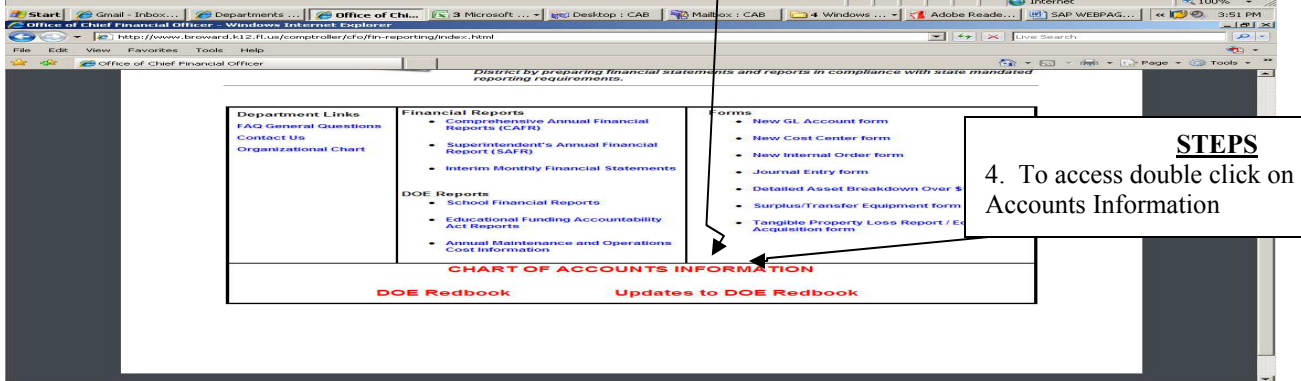 Internet 100%
Start Gmail - Inbox... Departments ... Office of Chi... 3 Microsoft ... Desktop : CAB Mailbox : CAB 4 Windows ... Adobe Reade... SAP WEBPAG... « 3:51 PM
Office of Chief Financial Officer - Windows Internet Explorer
http://www.broward.k12.fl.us/comptroller/cfo/fin-reporting/index.html Live Search
File Edit View Favorites Tools Help
Office of Chief Financial Officer Page Tools »
District by preparing financial statements and reports in compliance with state mandated
reporting requirements.
Department Links
FAQ General Questions
Contact Us
Organizational Chart
Financial Reports
• Comprehensive Annual Financial
Reports (CAFR)
• Superintendent's Annual Financial
Report (SAFR)
• Interim Monthly Financial Statements
DOE Reports
• School Financial Reports
• Educational Funding Accountability
Act Reports
• Annual Maintenance and Operations
Cost Information
Forms
• New GL Account form
• New Cost Center form
• New Internal Order form
• Journal Entry form
• Detailed Asset Breakdown Over $
• Surplus/Transfer Equipment form
• Tangible Property Loss Report /
Acquisition form
STEPS
4. To access double click on
Accounts Information
CHART OF ACCOUNTS INFORMATION
DOE Redbook Updates to DOE Redbook